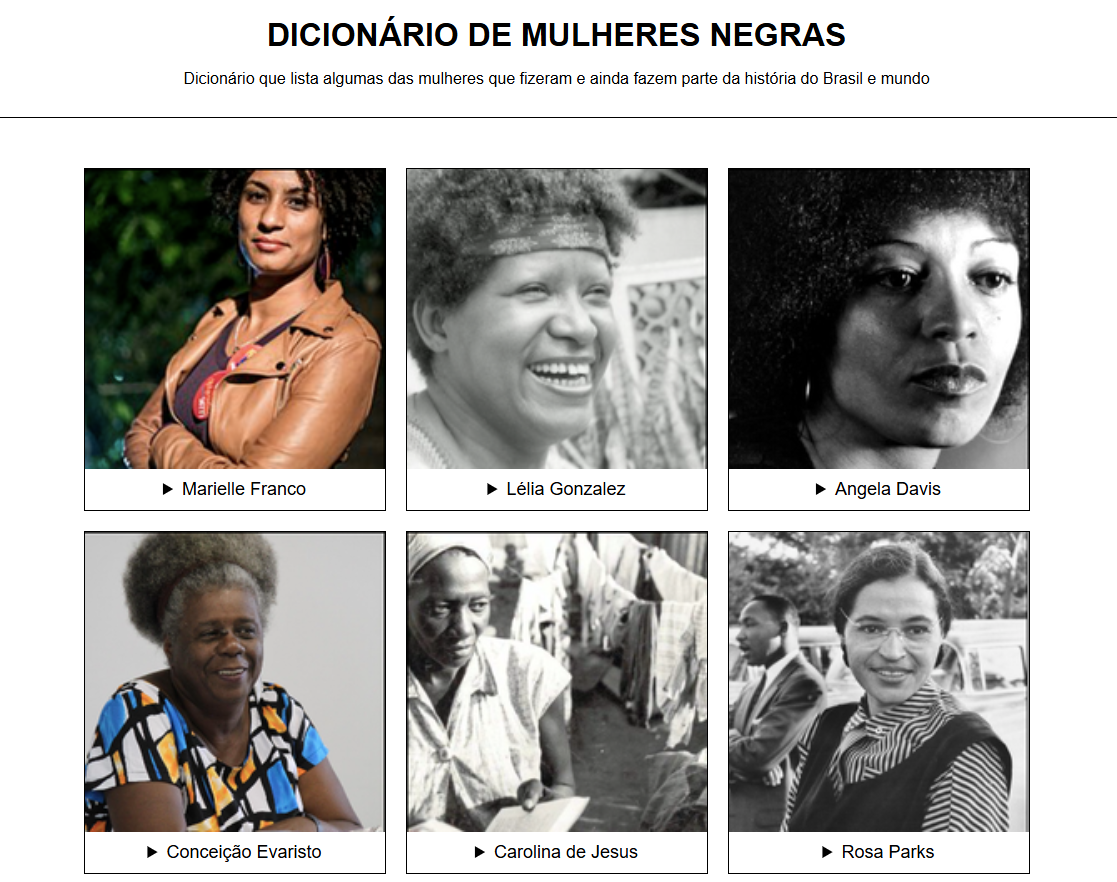 DICIONÁRIO DE MULHERES NEGRAS
Dicionário que lista algumas das mulheres que fizeram e ainda fazem parte da história do Brasil e mundo
Marielle Franco
Lélia Gonzalez
Angela Davis
Conceição Evaristo
Carolina de Jesus
Rosa Parks